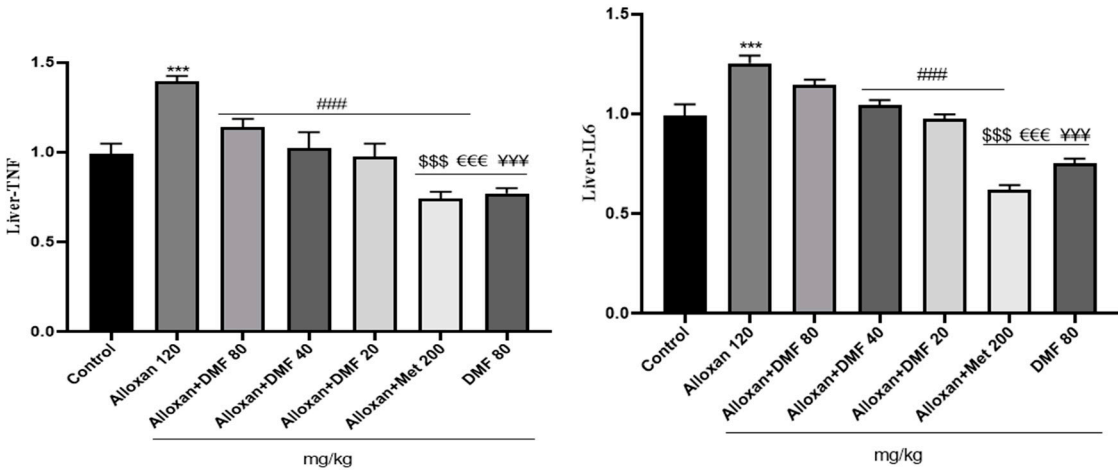 Liver-TNF
1.5
1.0
0.5
0.0
***
###
$$$ €€€ ¥¥¥
Control
Alloxan 120
Alloxan+DMF 80
Alloxan+DMF 40
Alloxan+DMF 20
Alloxan+Met 200
DMF 80
mg/kg
Liver-IL6
1.5
1.0
0.5
0.0
***
###
$$$ €€€ ¥¥¥
Control
Alloxan 120
Alloxan+DMF 80
Alloxan+DMF 40
Alloxan+DMF 20
Alloxan+Met 200
DMF 80
mg/kg